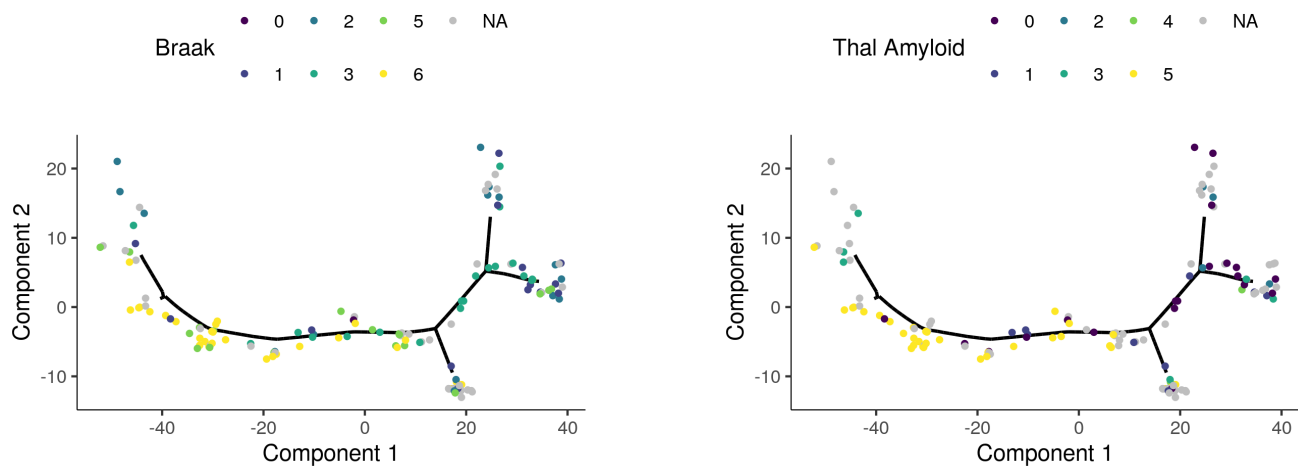 0 2 5 NA
Braak
1 3 6
20
10
0
-10
Component 2
-40 -20 0 20 40
Component 1
0 2 4 NA
Thal Amyloid
1 3 5
20
10
0
-10
Component 2
-40 -20 0 20 40
Component 1